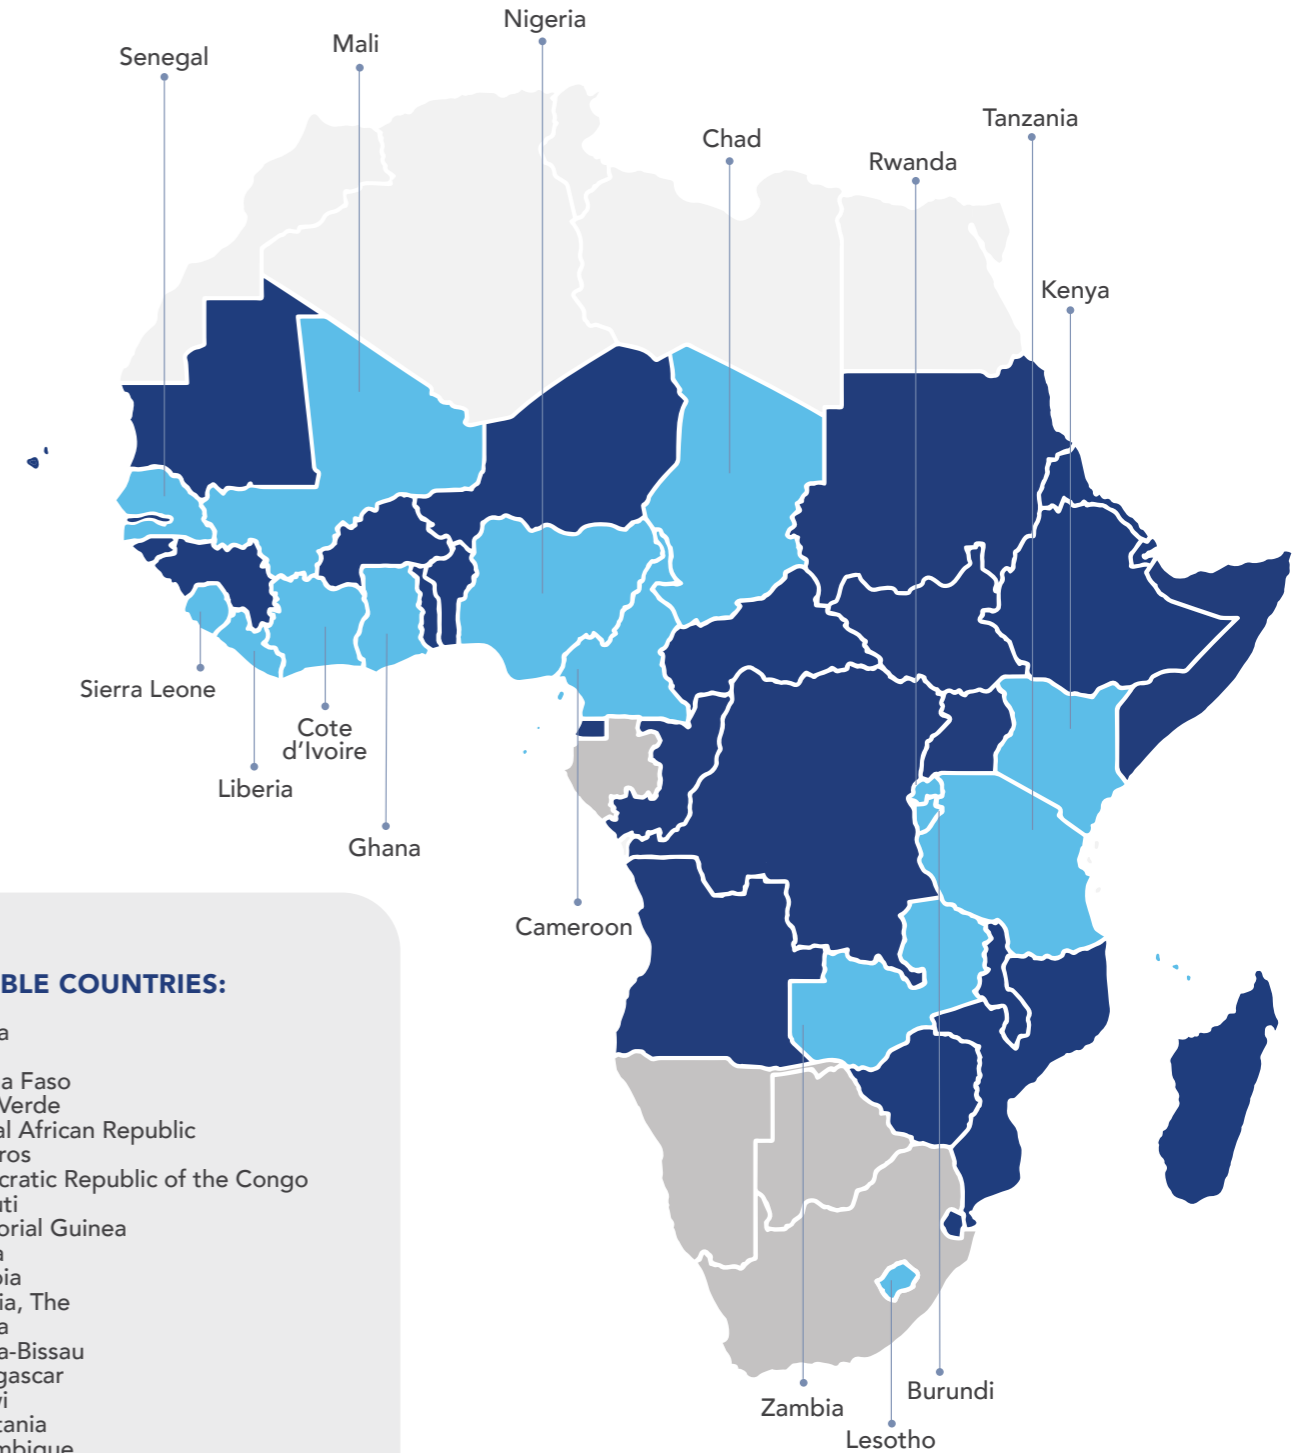 Nigeria
Mali
Senegal
Tanzania
Chad
Rwanda
Kenya
Sierra Leone
Cote
d'Ivoire
Liberia
Ghana
Cameroon
BLE COUNTRIES:
a
a Faso
Verde
al African Republic
ros
cratic Republic of the Congo
uti
orial Guinea
a
bia
ia, The
a
a-Bissau
gascar
wi
tania
mbique
Burundi
Zambia
Lesotho